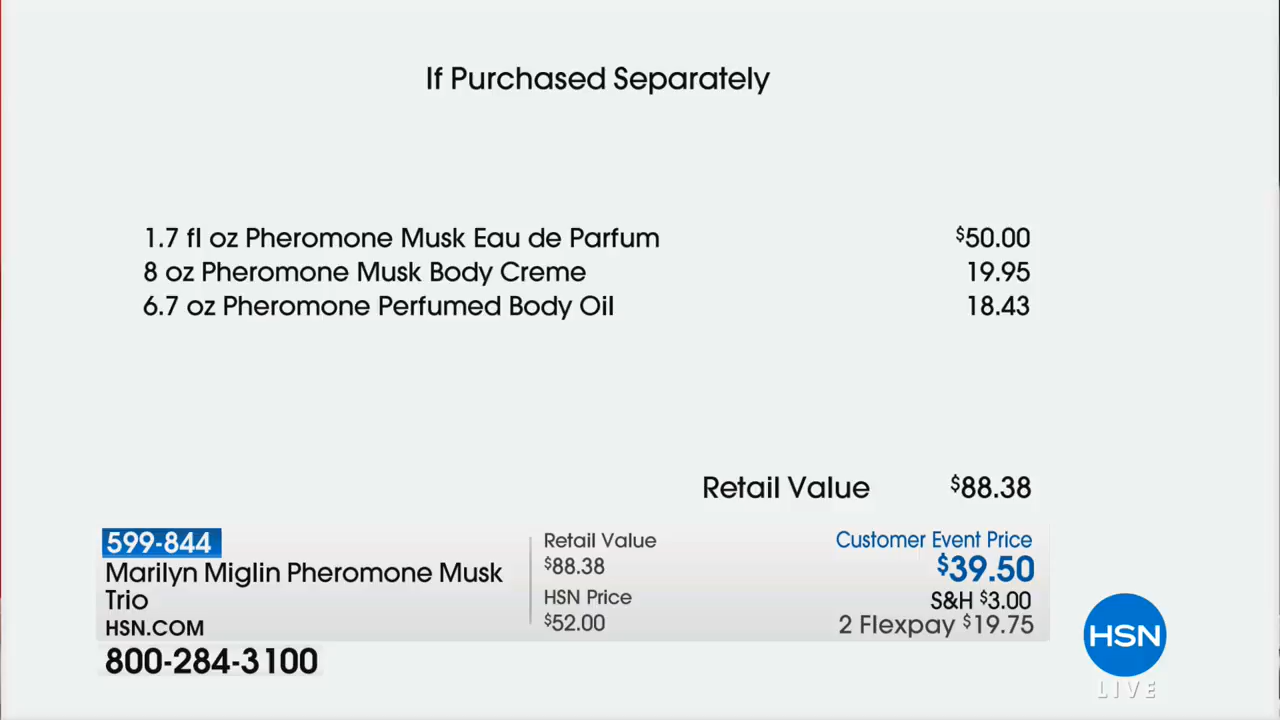 If Purchased Separately
1.7 fl oz Pheromone Musk Eau de Parfum $50.00
8 oz Pheromone Musk Body Creme 19.95
6.7 oz Pheromone Perfumed Body Oil 18.43
Retail Value $88.38
599-844
Marilyn Miglin Pheromone Musk
Trio
HSN.COM
800-284-3100
Retail Value
$88.38
HSN Price
$52.00
Customer Event Price
$39.50
S&H $3.00
2 Flexpay $19.75
HSN
LIVE